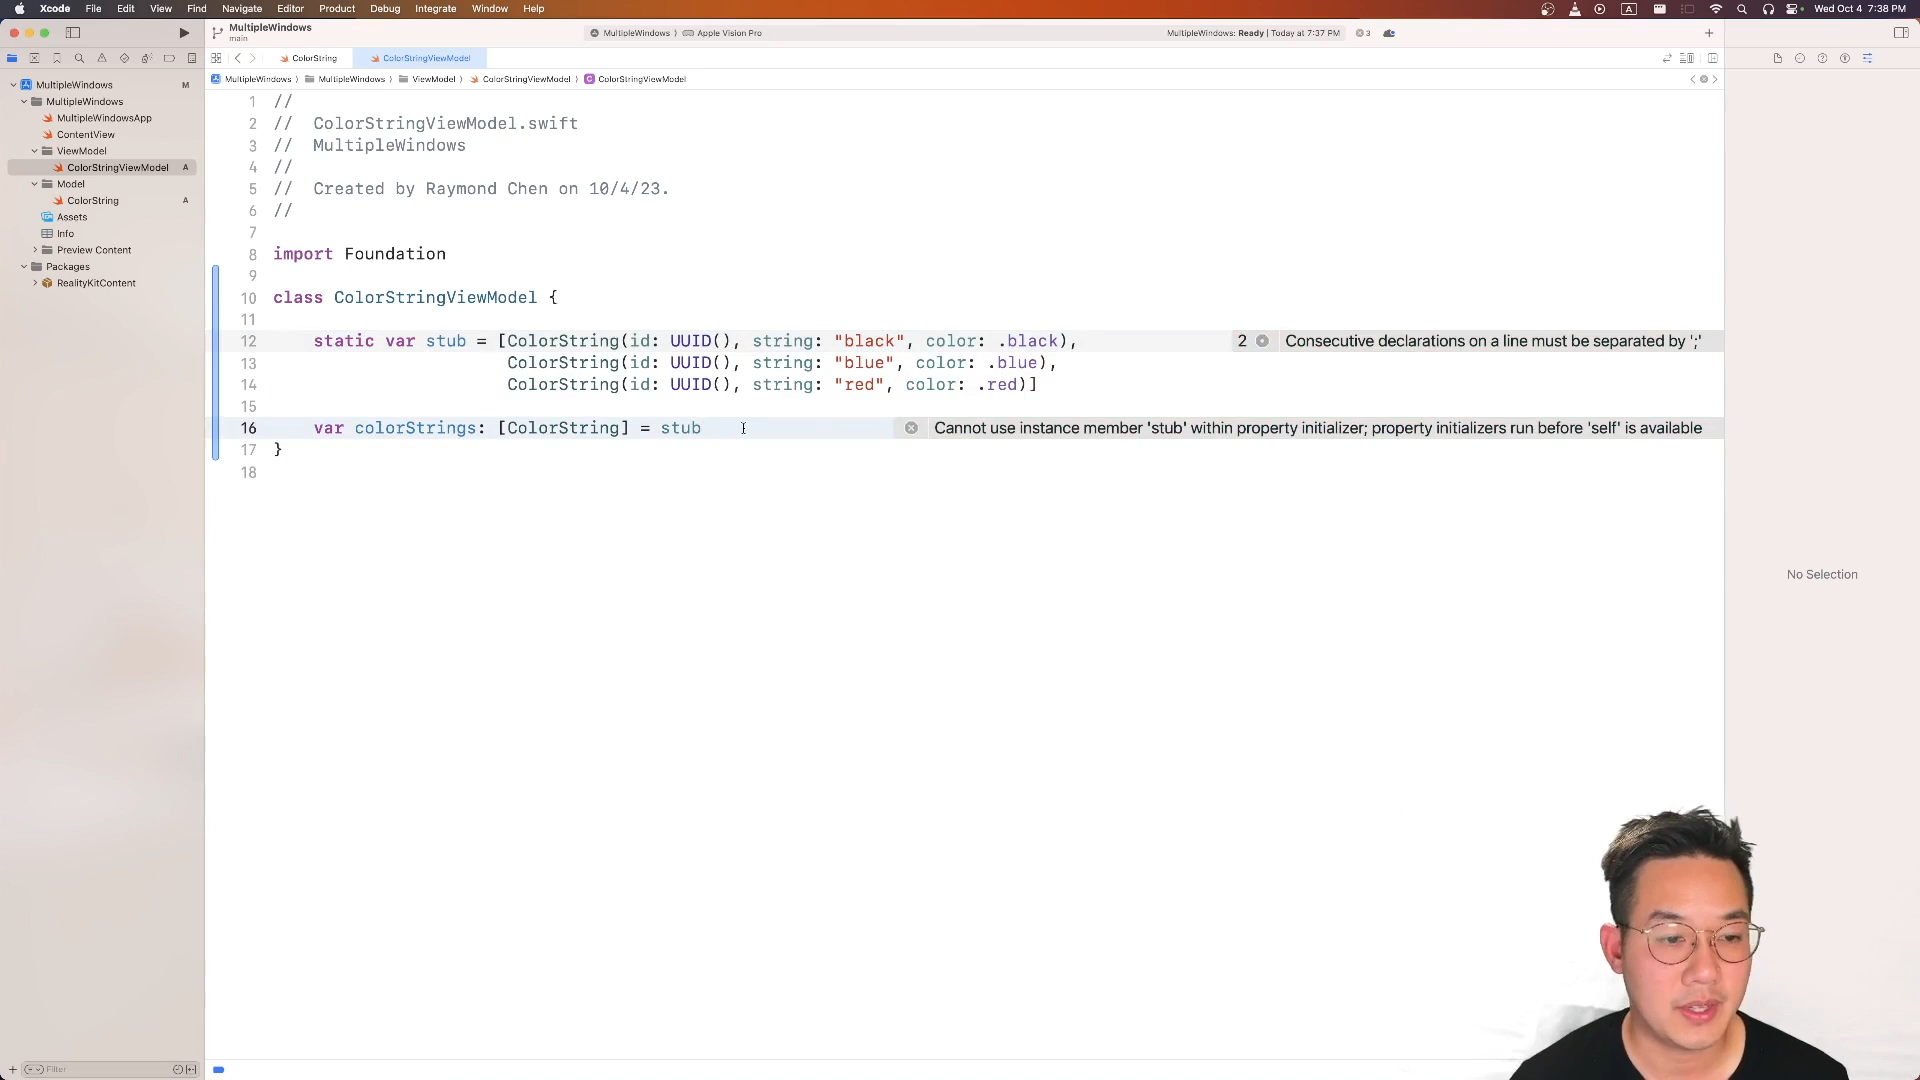 Xcode File Edit View Find Navigate Editor Product Debug Integrate Window Help
A Wed Oct 4 7:38 PM
MultipleWindows
main
MultipleWindows 〉 Apple Vision Pro
MultipleWindows: Ready | Today at 7:37 PM 3
ColorString
ColorStringViewModel
MultipleWindows 〉 MultipleWindows 〉 ViewModel 〉 ColorStringViewModel 〉 C ColorStringViewModel
MultipleWindows M
MultipleWindows
MultipleWindowsApp
ContentView
ViewModel
ColorStringViewModel A
Model
ColorString A
Assets
Info
Preview Content
Packages
RealityKitContent
Filter
1 //
2 // ColorStringViewModel.swift
3 // MultipleWindows
4 //
5 // Created by Raymond Chen on 10/4/23.
6 //
7
8 import Foundation
9
10 class ColorStringViewModel {
11
12 static var stub = [ColorString(id: UUID(), string: "black", color: .black), 2 Consecutive declarations on a line must be separated by ';'
13 ColorString(id: UUID(), string: "blue", color: .blue),
14 ColorString(id: UUID(), string: "red", color: .red)]
15
16 var colorStrings: [ColorString] = stub Cannot use instance member 'stub' within property initializer; property initializers run before 'self' is available
17 }
18
No Selection